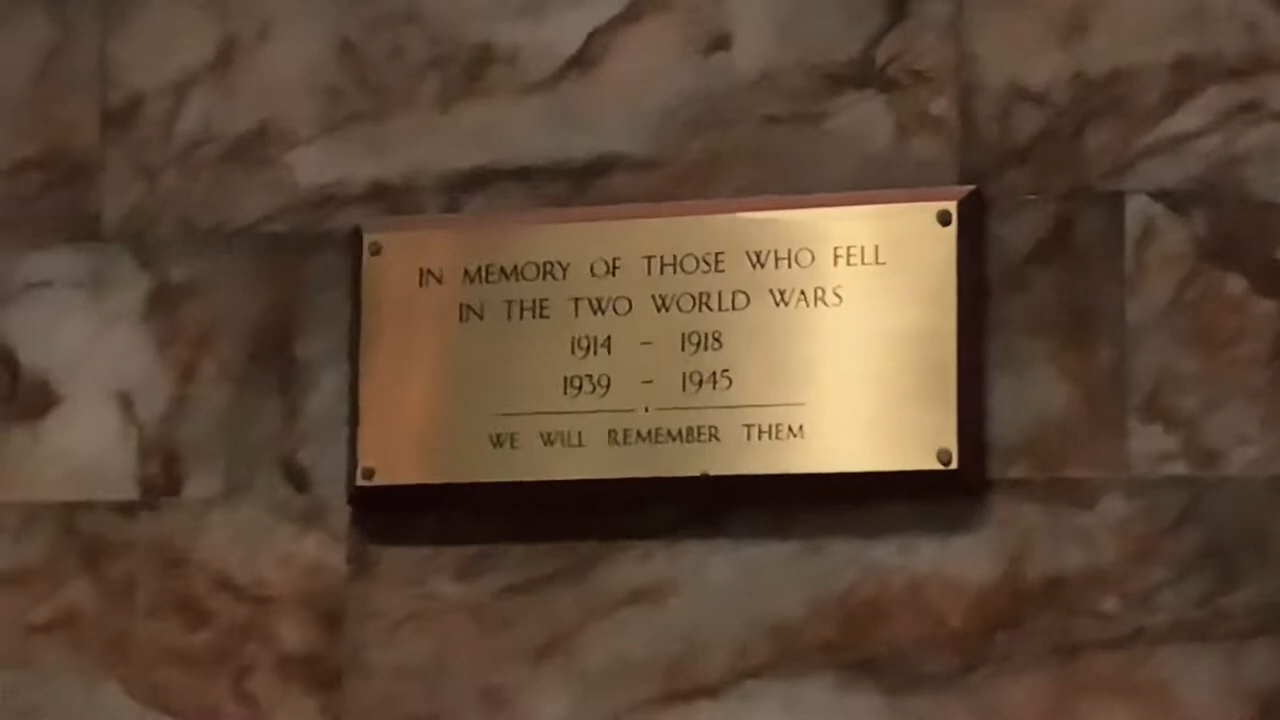 IN MEMORY OF THOSE WHO FELL
IN THE TWO WORLD WARS
1914 - 1918
1939 - 1945
WE WILL REMEMBER THEM